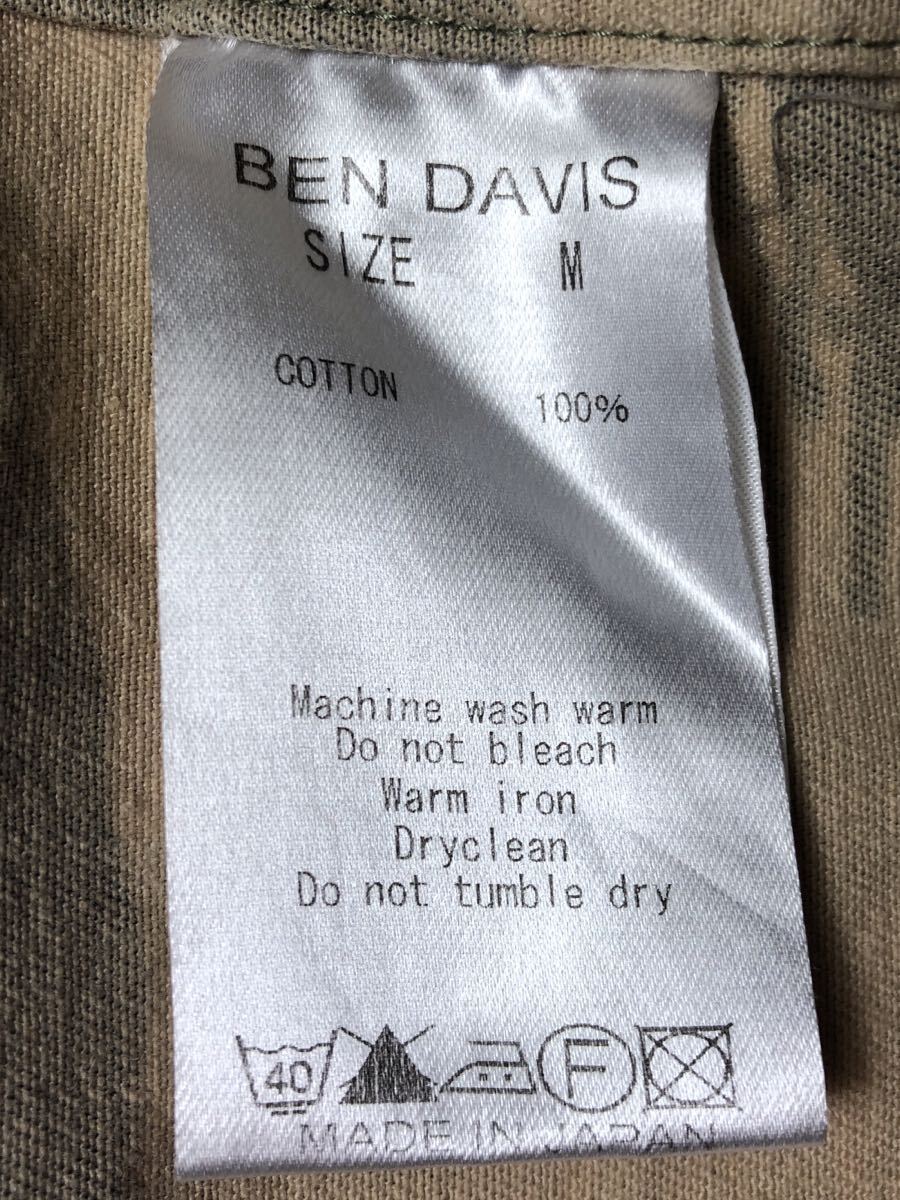 BEN DAVIS
SIZE M
COTTON 100%
Machine wash warm
Do not bleach
Warm iron
Dryclean
Do not tumble dry
40 F
MADE IN JAPAN